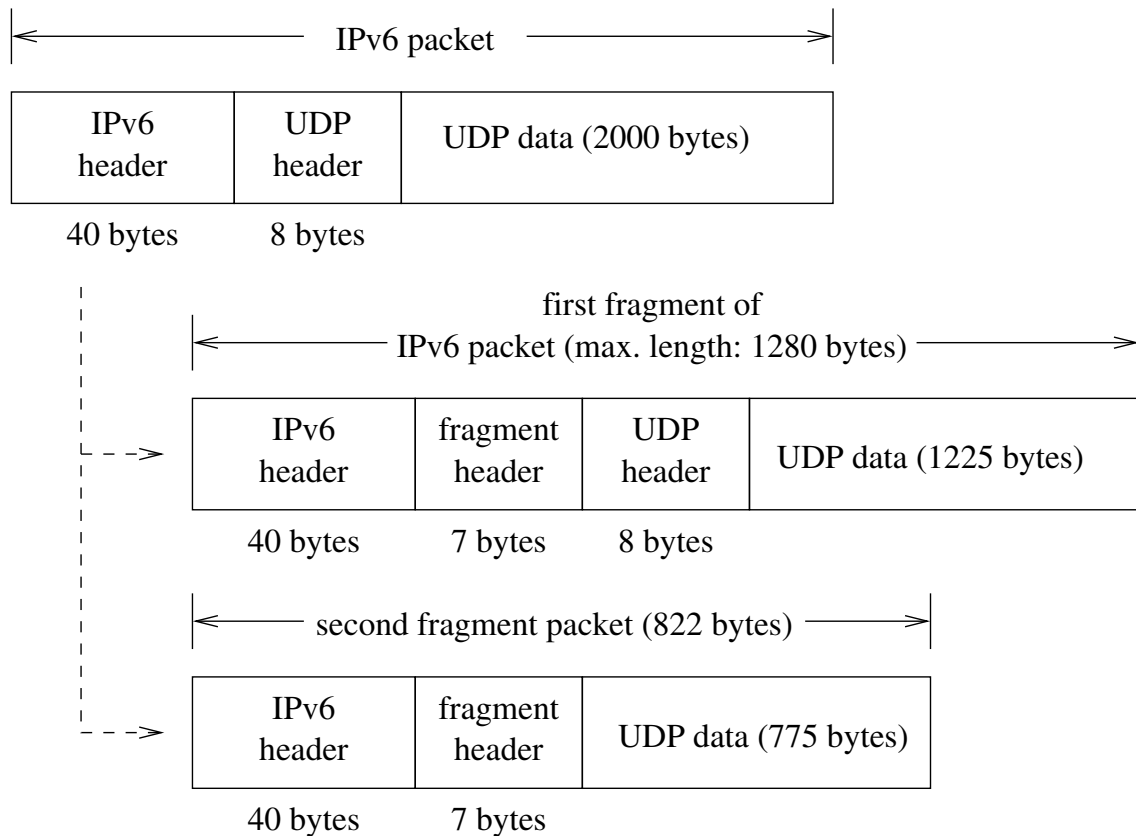 IPv6 packet
IPv6
header
UDP
header
UDP data (2000 bytes)
40 bytes
8 bytes
first fragment of
IPv6 packet (max. length: 1280 bytes)
IPv6
header
fragment
header
UDP
header
UDP data (1225 bytes)
40 bytes
7 bytes
8 bytes
second fragment packet (822 bytes)
IPv6
header
fragment
header
UDP data (775 bytes)
40 bytes
7 bytes